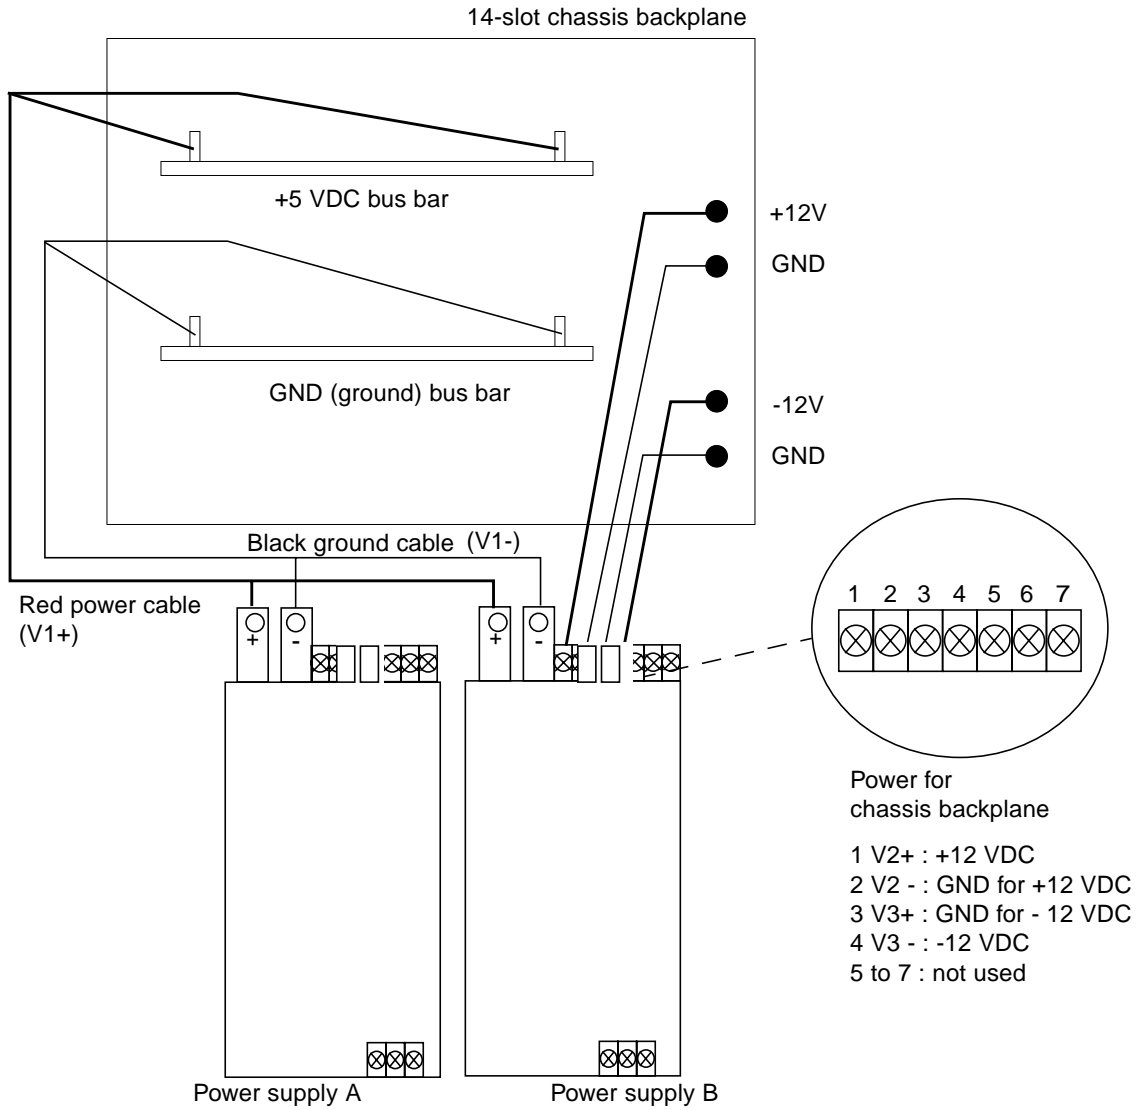 14-slot chassis backplane
+5 VDC bus bar
+12V
GND
GND (ground) bus bar
-12V
GND
Black ground cable (V1-)
Red power cable
(V1+)
+ -
+ -
1 2 3 4 5 6 7
Power for
chassis backplane
1 V2+ : +12 VDC
2 V2 - : GND for +12 VDC
3 V3+ : GND for - 12 VDC
4 V3 - : -12 VDC
5 to 7 : not used
Power supply A
Power supply B